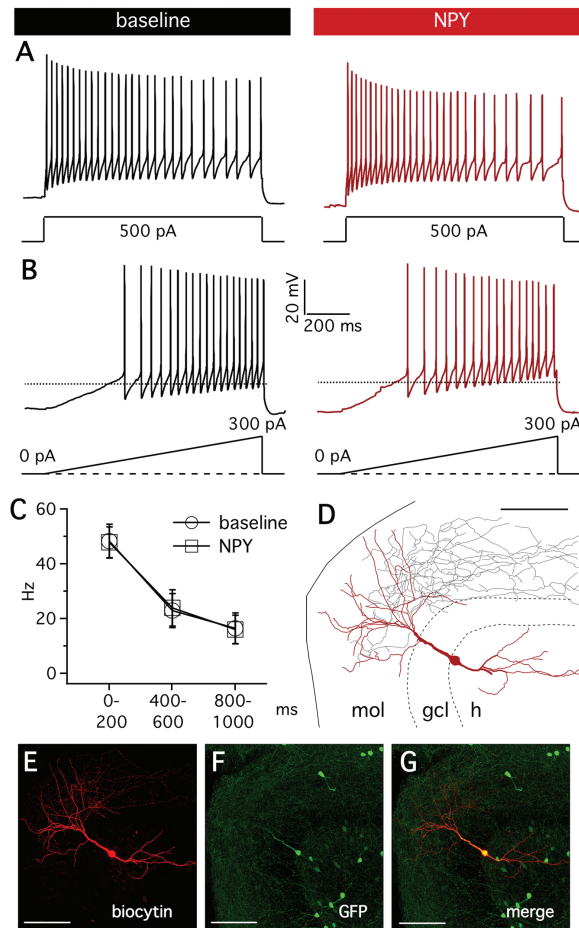 baseline NPY
A
500 pA 500 pA
B
20 mV
200 ms
300 pA 300 pA
0 pA 0 pA
C
baseline
NPY
Hz
60
40
20
0
0-
200
400-
600
800-
1000
ms
D
mol gcl h
E F G
biocytin GFP merge